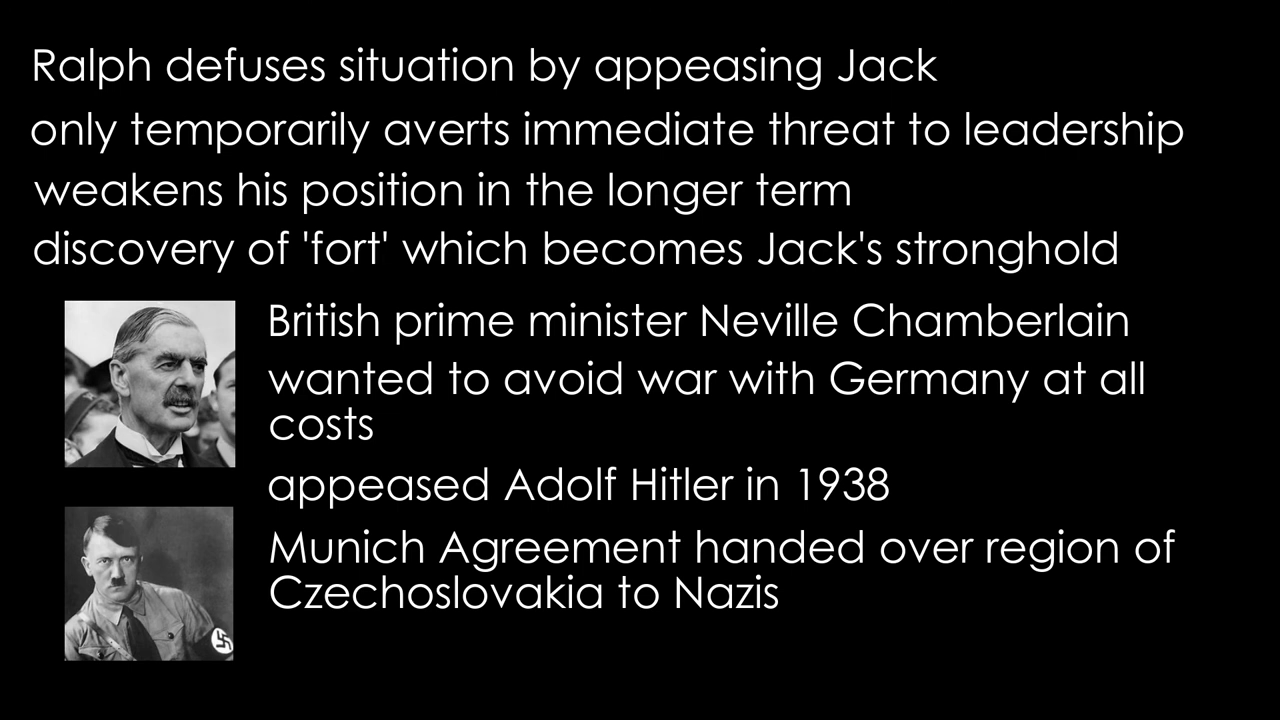 Ralph defuses situation by appeasing Jack
only temporarily averts immediate threat to leadership
weakens his position in the longer term
discovery of 'fort' which becomes Jack's stronghold
British prime minister Neville Chamberlain
wanted to avoid war with Germany at all
costs
appeased Adolf Hitler in 1938
Munich Agreement handed over region of
Czechoslovakia to Nazis